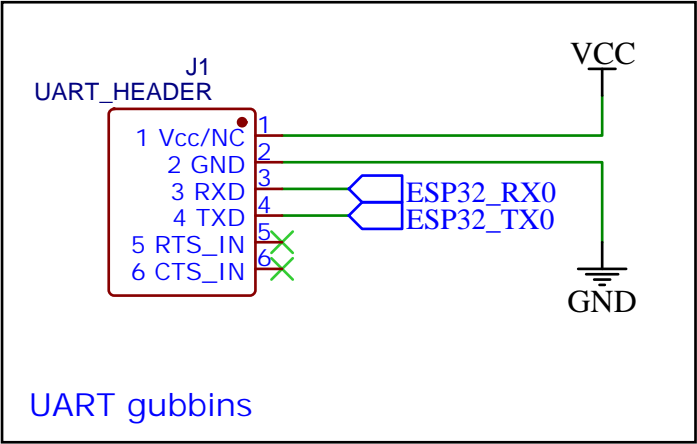 VCC
J1
UART_HEADER
1 Vcc/NC 1
2 GND 2
3 RXD 3 ESP32_RX0
4 TXD 4 ESP32_TX0
5 RTS_IN 5
6 CTS_IN 6
GND
UART gubbins